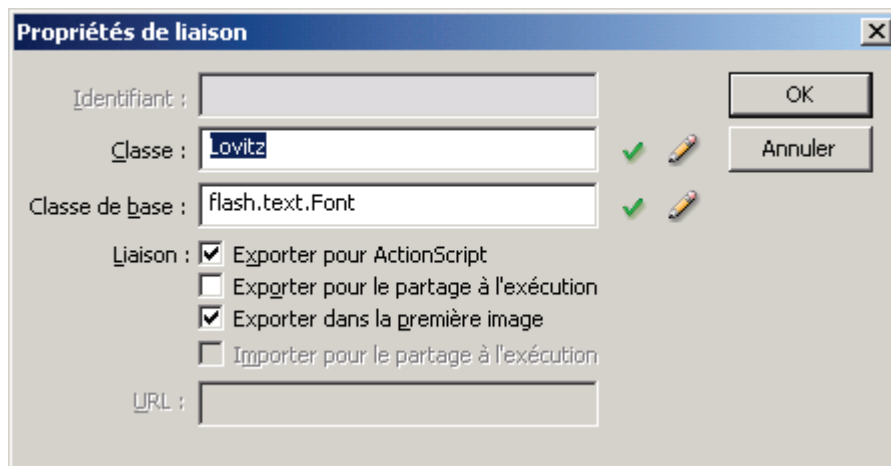 Propriétés de liaison
Identifiant :
OK
Classe : Lovitz
Annuler
Classe de base : flash.text.Font
Liaison : Exporter pour ActionScript
Exporter pour le partage à l'exécution
Exporter dans la première image
Importer pour le partage à l'exécution
URL :